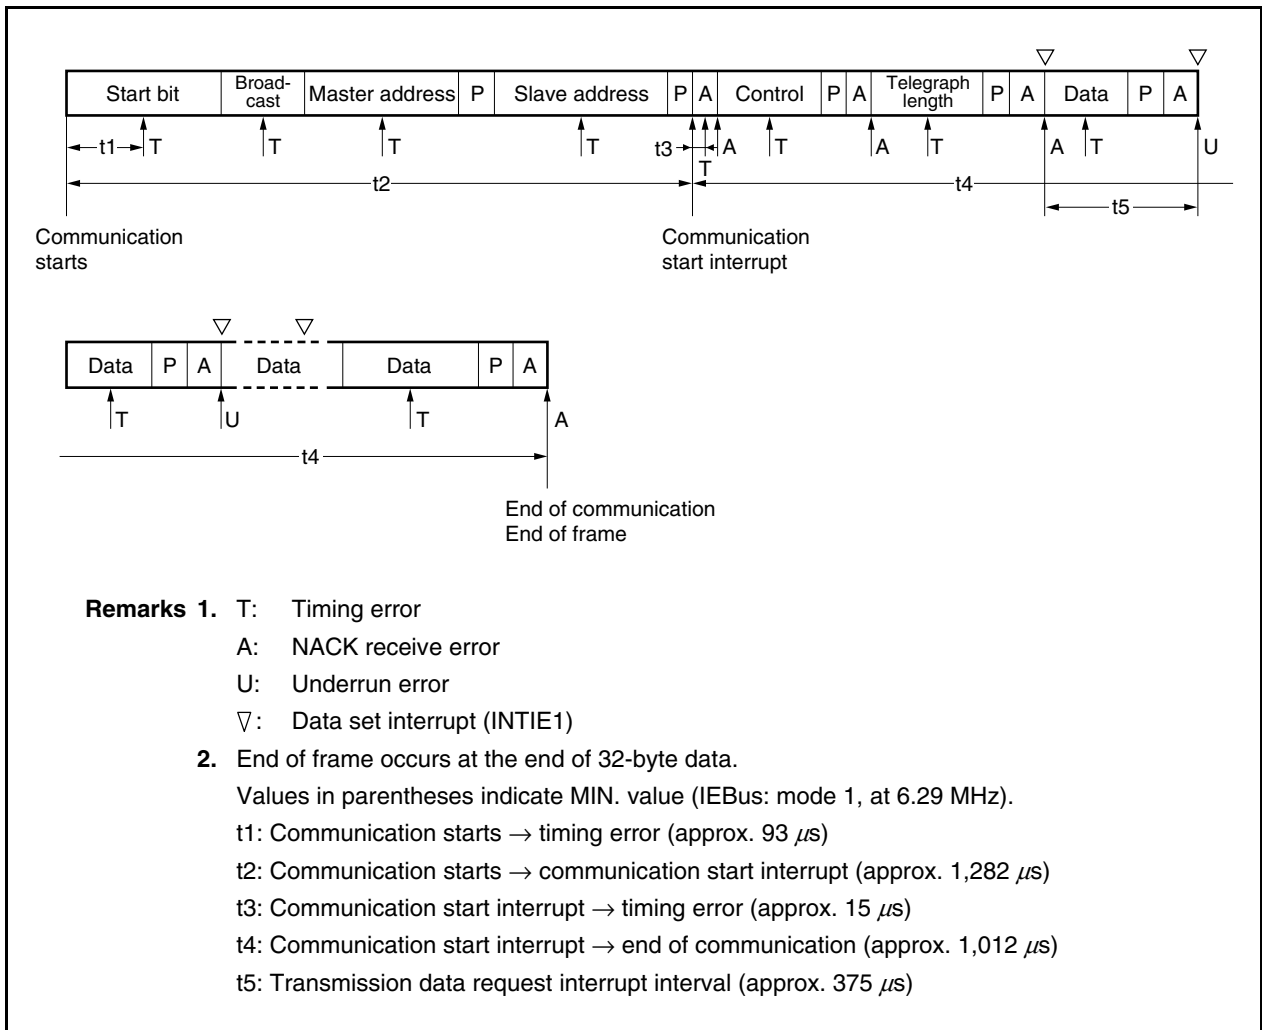 ▽ ▽
Start bit Broad-cast Master address P Slave address P A Control P A Telegraph length P A Data P A
t1 T T T T t3 T A T A T A T U
t2 t4
t5
Communication
starts
Communication
start interrupt
▽ ▽
Data P A Data Data P A
T U T A
t4
End of communication
End of frame
Remarks 1. T: Timing error
A: NACK receive error
U: Underrun error
▽: Data set interrupt (INTIE1)
2. End of frame occurs at the end of 32-byte data.
Values in parentheses indicate MIN. value (IEBus: mode 1, at 6.29 MHz).
t1: Communication starts → timing error (approx. 93 μs)
t2: Communication starts → communication start interrupt (approx. 1,282 μs)
t3: Communication start interrupt → timing error (approx. 15 μs)
t4: Communication start interrupt → end of communication (approx. 1,012 μs)
t5: Transmission data request interrupt interval (approx. 375 μs)